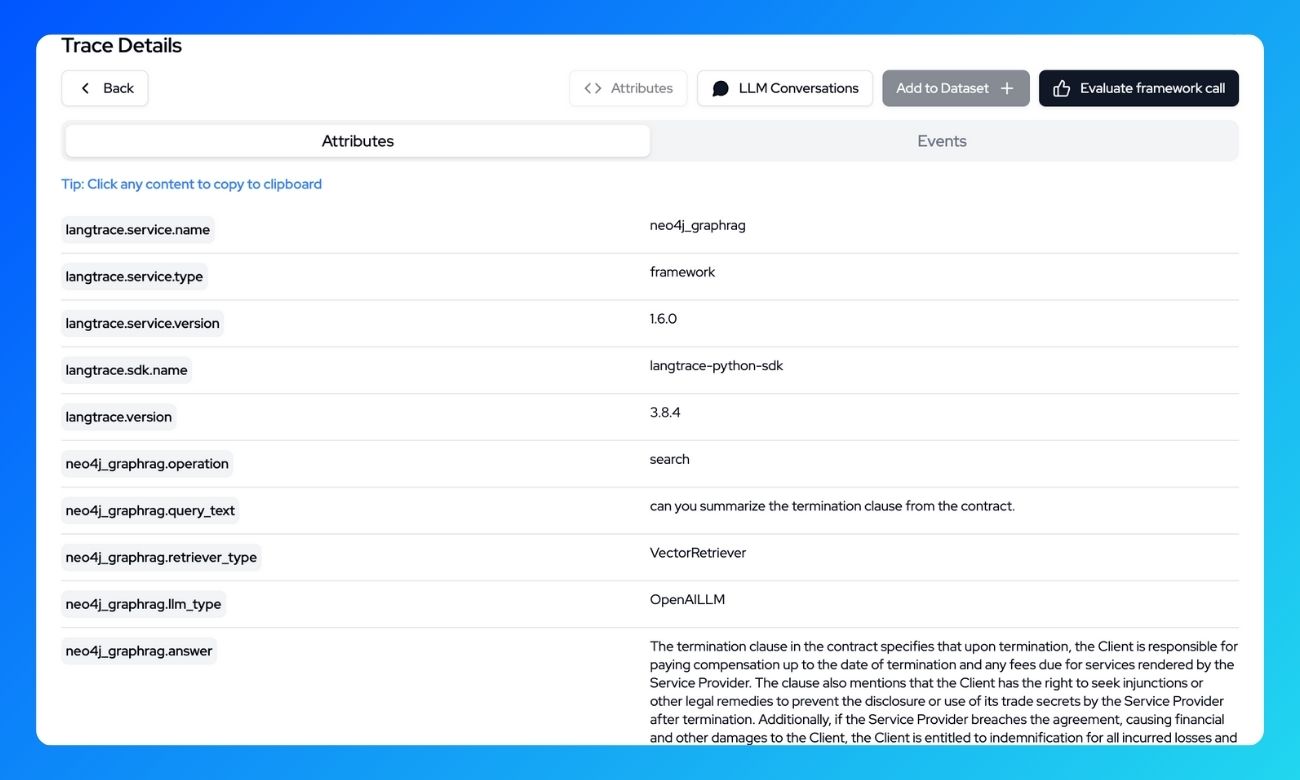 Trace Details
Back
<> Attributes
LLM Conversations
Add to Dataset +
Evaluate framework call
Attributes
Events
Tip: Click any content to copy to clipboard
langtrace.service.name
neo4j_graphrag
langtrace.service.type
framework
langtrace.service.version
1.6.0
langtrace.sdk.name
langtrace-python-sdk
langtrace.version
3.8.4
neo4j_graphrag.operation
search
neo4j_graphrag.query_text
can you summarize the termination clause from the contract.
neo4j_graphrag.retriever_type
VectorRetriever
neo4j_graphrag.llm_type
OpenAILLM
neo4j_graphrag.answer
The termination clause in the contract specifies that upon termination, the Client is responsible for
paying compensation up to the date of termination and any fees due for services rendered by the
Service Provider. The clause also mentions that the Client has the right to seek injunctions or
other legal remedies to prevent the disclosure or use of its trade secrets by the Service Provider
after termination. Additionally, if the Service Provider breaches the agreement, causing financial
and other damages to the Client, the Client is entitled to indemnification for all incurred losses and